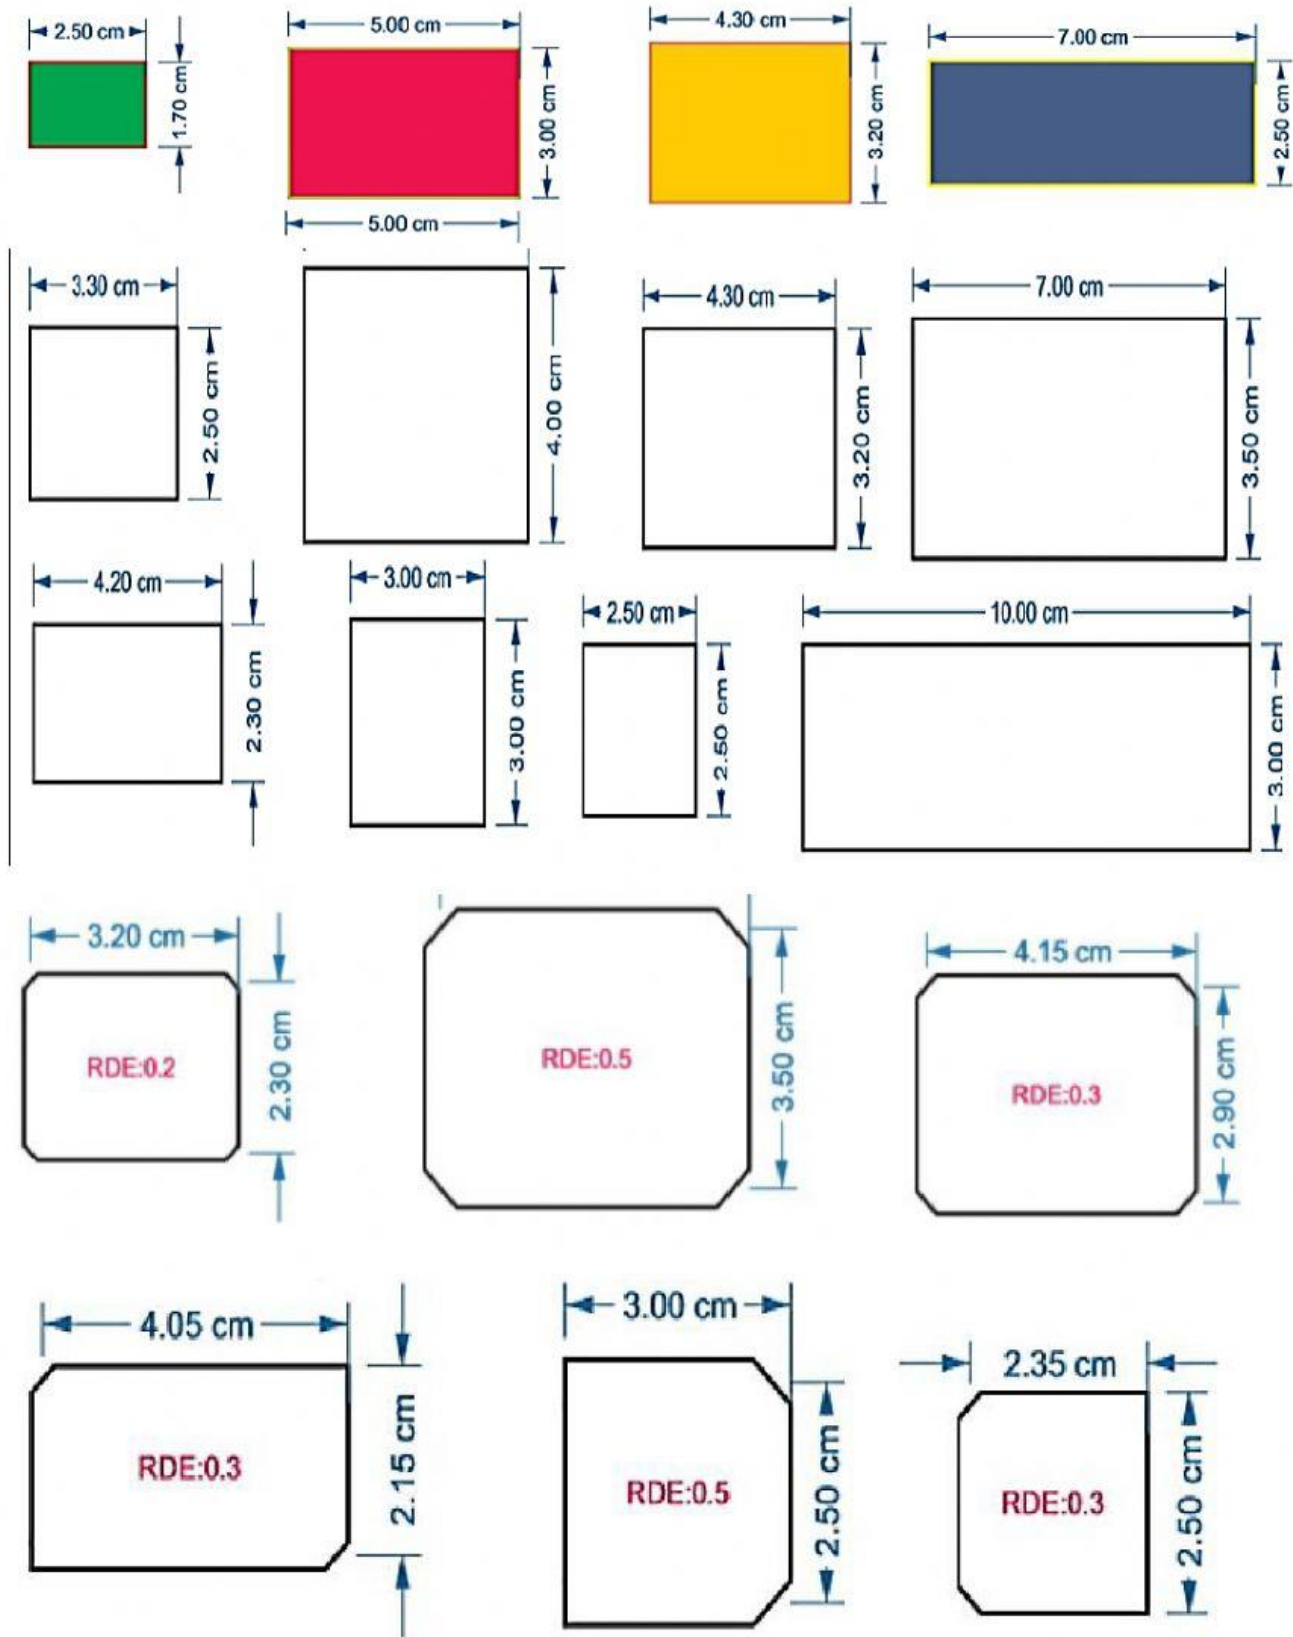 2.50 cm
1.70 cm
5.00 cm
3.00 cm
4.30 cm
3.20 cm
7.00 cm
2.50 cm
5.00 cm
3.30 cm
2.50 cm
4.00 cm
4.30 cm
3.20 cm
7.00 cm
3.50 cm
4.20 cm
2.30 cm
3.00 cm
3.00 cm
2.50 cm
2.50 cm
10.00 cm
3.00 cm
3.20 cm
RDE:0.2
2.30 cm
RDE:0.5
3.50 cm
4.15 cm
RDE:0.3
2.90 cm
4.05 cm
RDE:0.3
2.15 cm
3.00 cm
RDE:0.5
2.50 cm
2.35 cm
RDE:0.3
2.50 cm